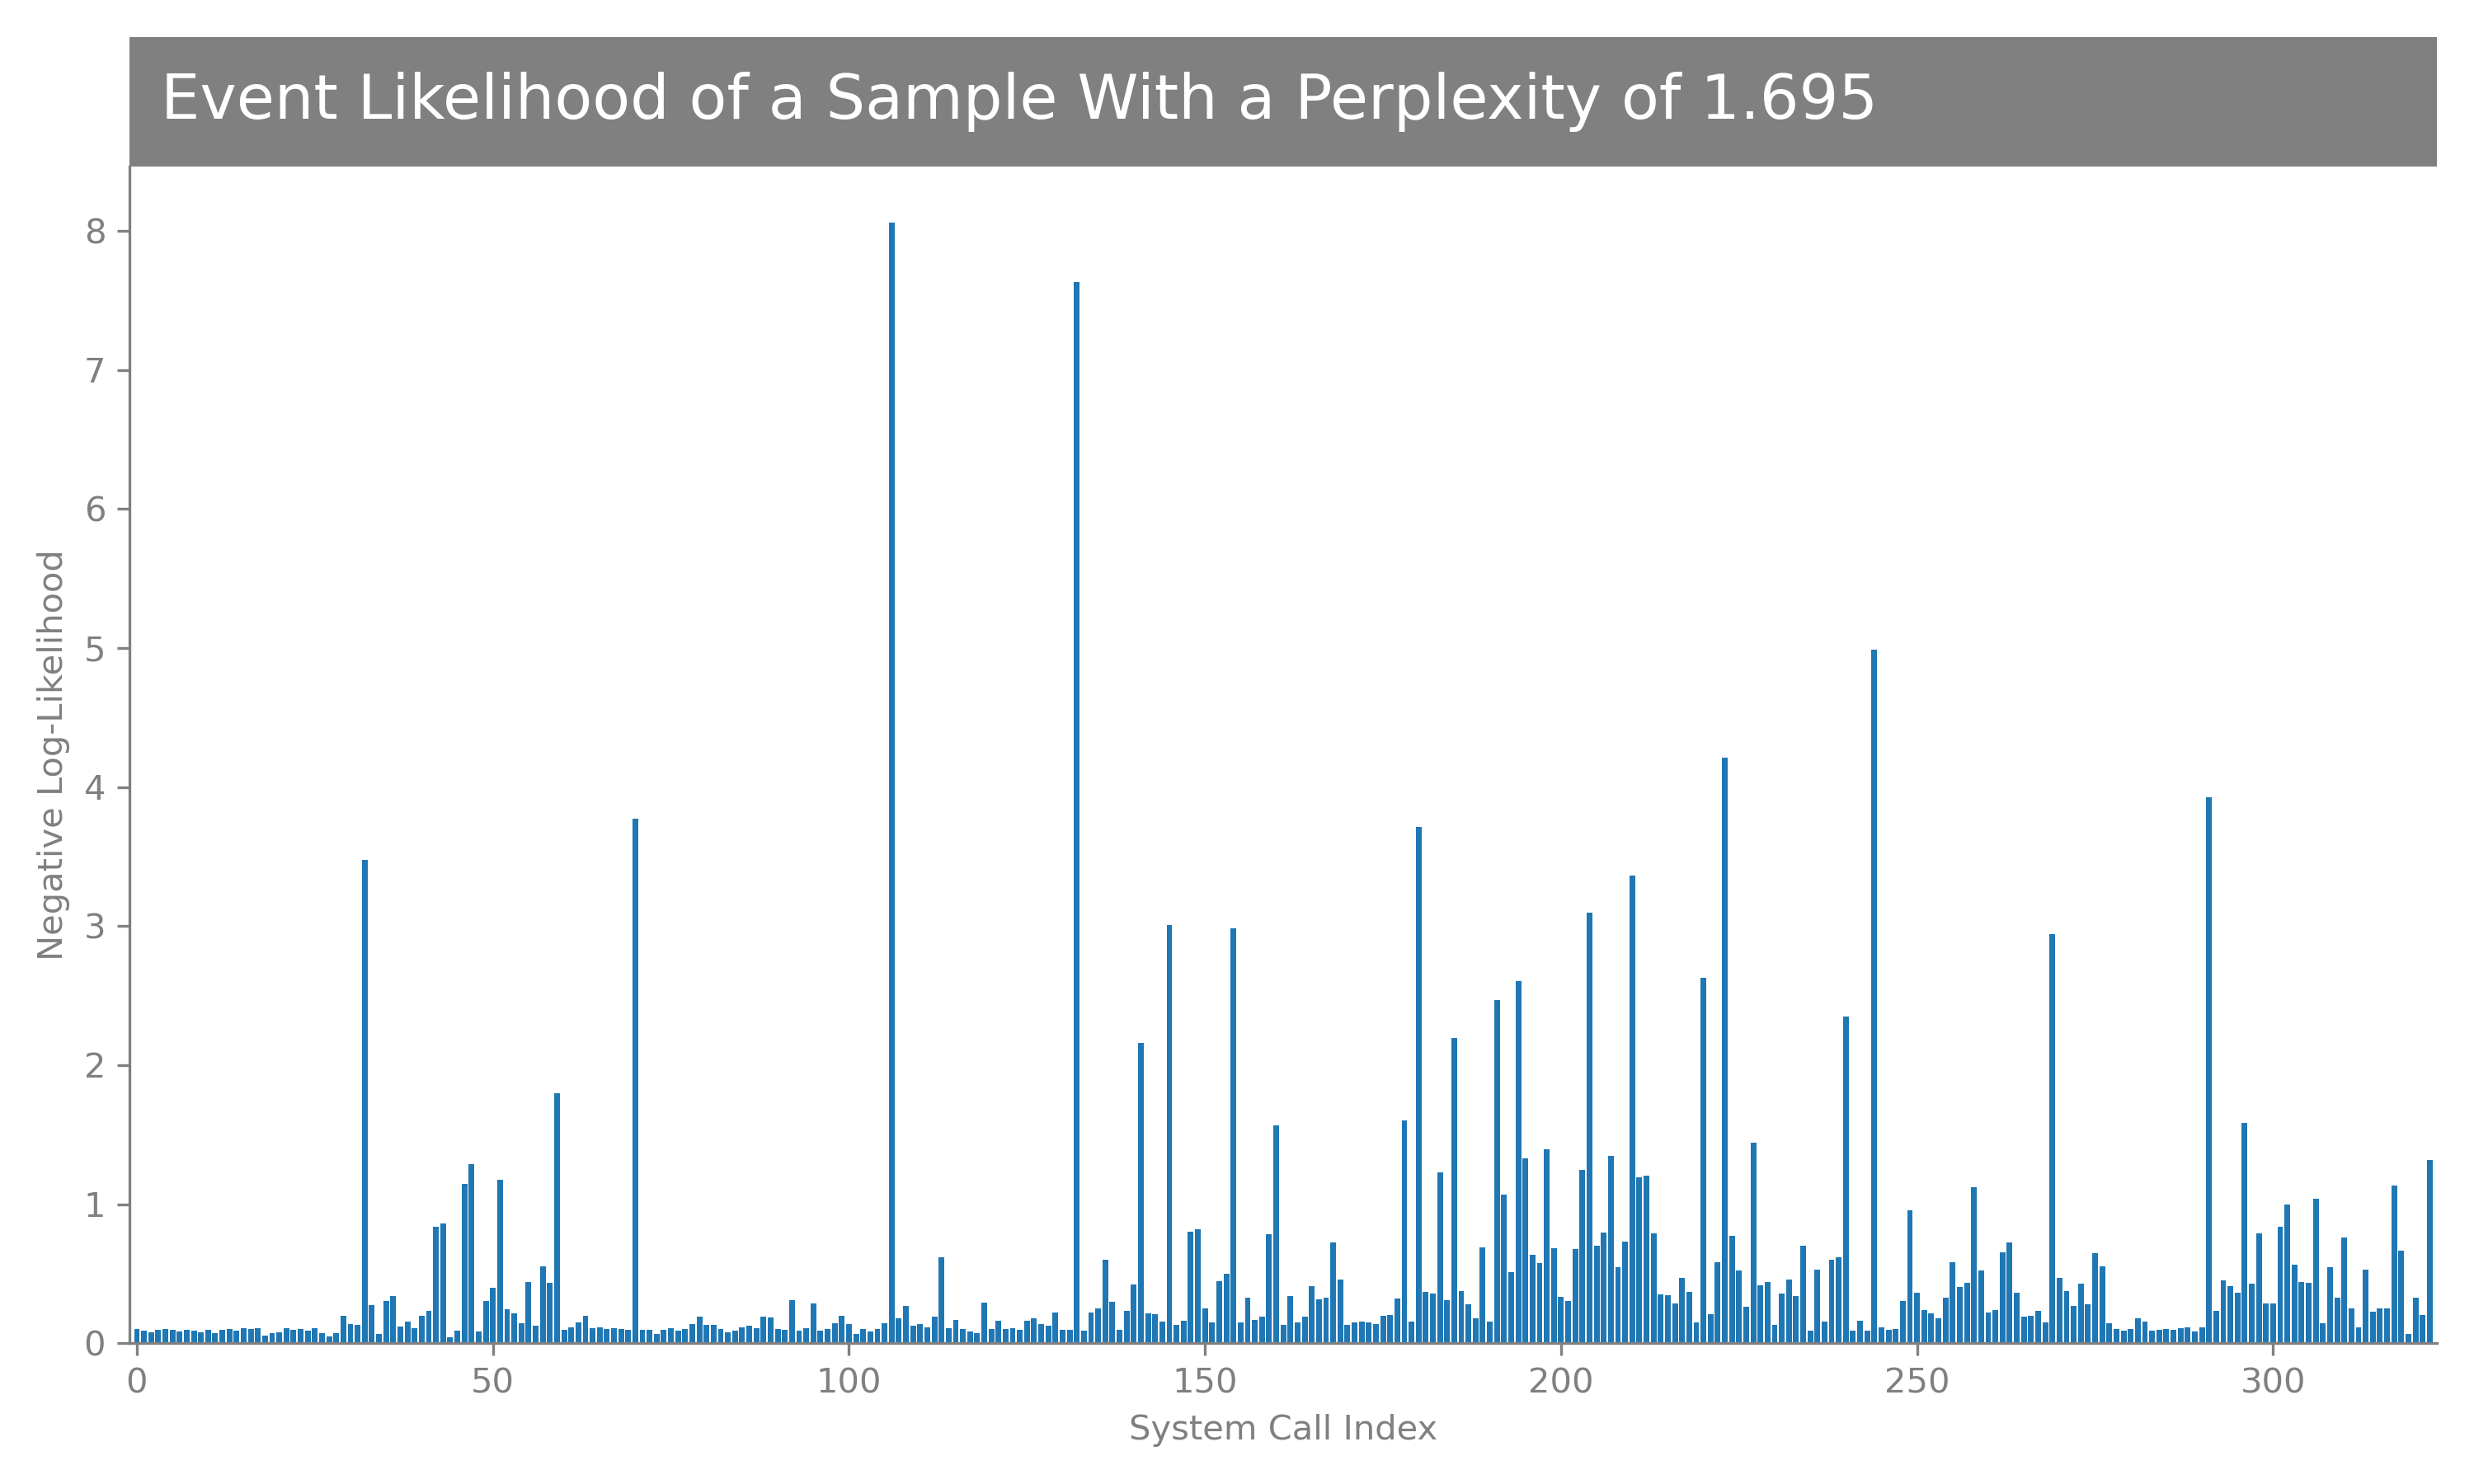 Event Likelihood of a Sample With a Perplexity of 1.695
8
7
6
5
4
3
2
1
0
Negative Log-Likelihood
0 50 100 150 200 250 300
System Call Index